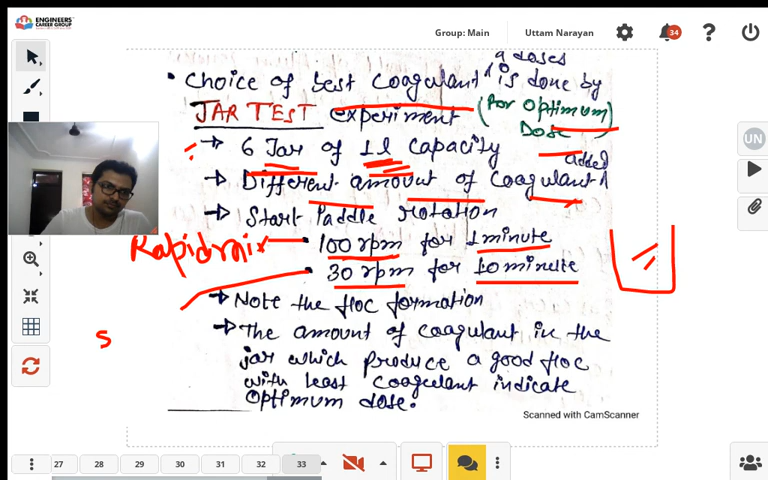 ENGINEERS
CAREER GROUP
Group: Main
Uttam Narayan
34
& doses
• Choice of best Coagulant ^ is done by
JAR TEST experiment (For Optimum
Dose)
→ 6 Jar of 1l Capacity
→ Different amount of Coagulant added
→ Start Paddle rotation
Rapid mix
• 100 rpm for 1 minute
• 30 rpm for 10 minute
→ Note the floc formation
→ The amount of coagulant in the
jar which produce a good floc
with least coagulant indicate
Optimum dose.
S
Scanned with CamScanner
UN
27 28 29 30 31 32 33